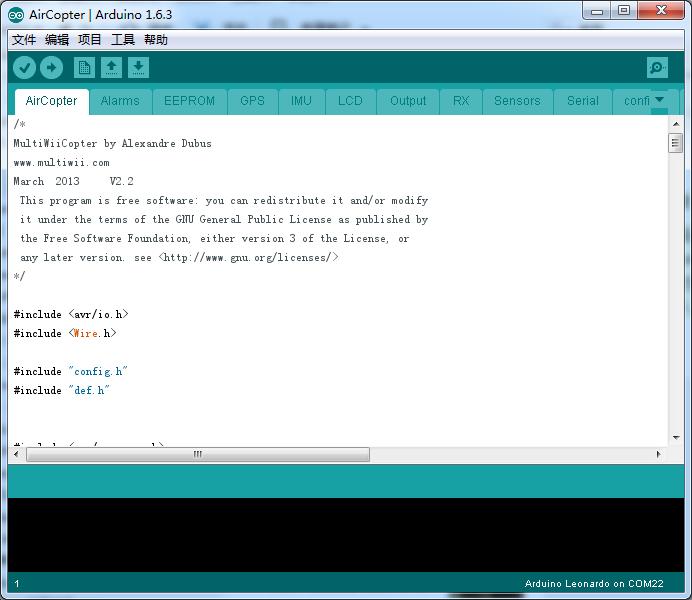 AirCopter | Arduino 1.6.3
文件 编辑 项目 工具 帮助
AirCopter Alarms EEPROM GPS IMU LCD Output RX Sensors Serial confi
/*
MultiWiiCopter by Alexandre Dubus
www.multiwii.com
March 2013 V2.2
This program is free software: you can redistribute it and/or modify
it under the terms of the GNU General Public License as published by
the Free Software Foundation, either version 3 of the License, or
any later version. see <http://www.gnu.org/licenses/>
*/
#include <avr/io.h>
#include <Wire.h>
#include "config.h"
#include "def.h"
1 Arduino Leonardo on COM22